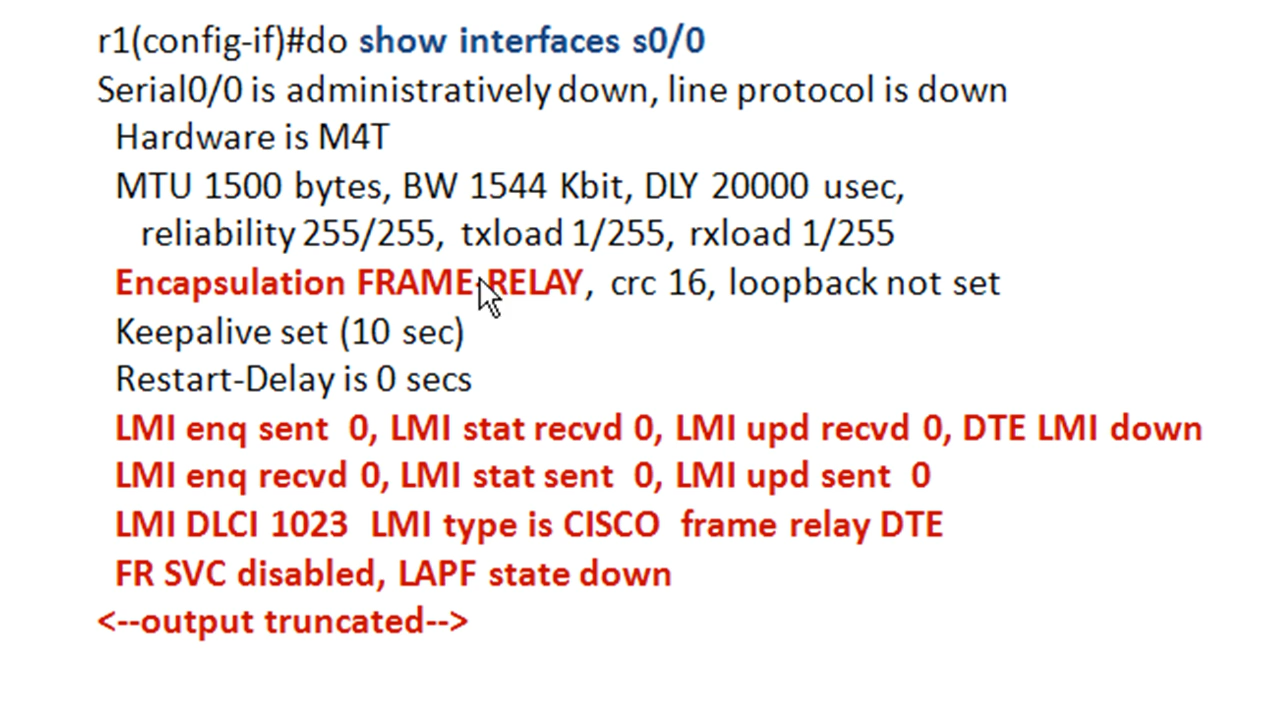 r1(config-if)#do show interfaces s0/0
Serial0/0 is administratively down, line protocol is down
Hardware is M4T
MTU 1500 bytes, BW 1544 Kbit, DLY 20000 usec,
reliability 255/255, txload 1/255, rxload 1/255
Encapsulation FRAME-RELAY, crc 16, loopback not set
Keepalive set (10 sec)
Restart-Delay is 0 secs
LMI enq sent 0, LMI stat recvd 0, LMI upd recvd 0, DTE LMI down
LMI enq recvd 0, LMI stat sent 0, LMI upd sent 0
LMI DLCI 1023 LMI type is CISCO frame relay DTE
FR SVC disabled, LAPF state down
<--output truncated-->